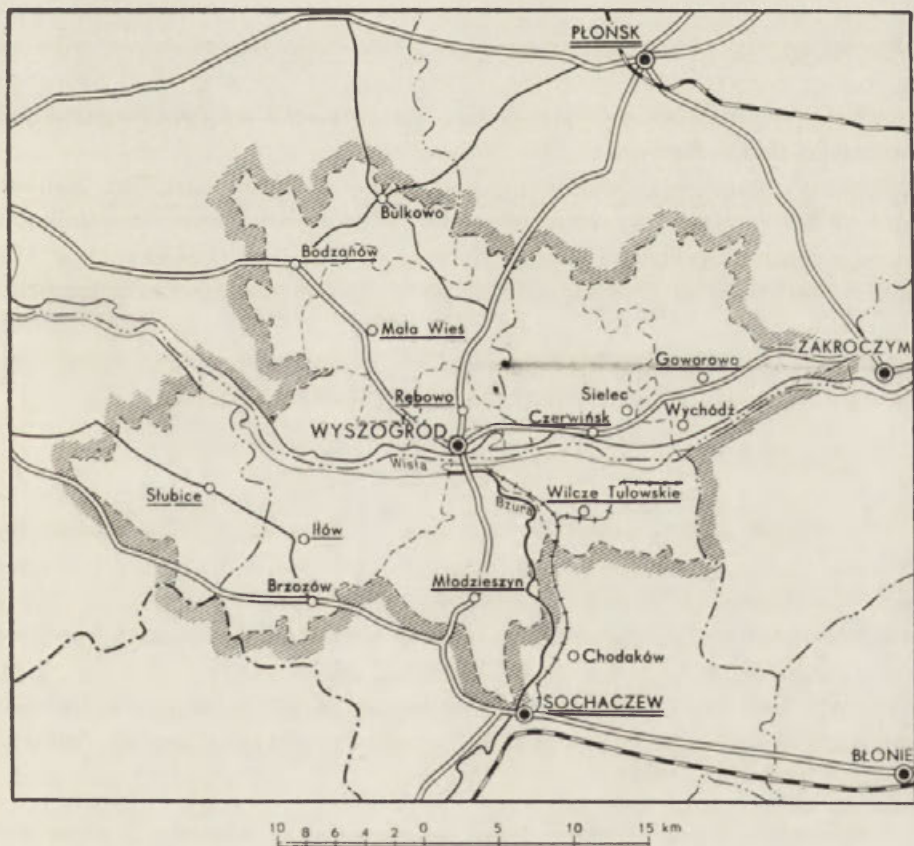 PŁOŃSK
Bulkowo
Bodzanów
Mała Wieś
ZAKROCZYM
Goworowo
Rębowo
Sielec
Wychódź
Czerwińsk
WYSZOGRÓD
Wisła
Słubice
Wilcze Tułowskie
Bzura
Iłów
Brzozów
Młodzieszyn
Chodaków
SOCHACZEW
BŁONIE
10 8 6 4 2 0 5 10 15 km